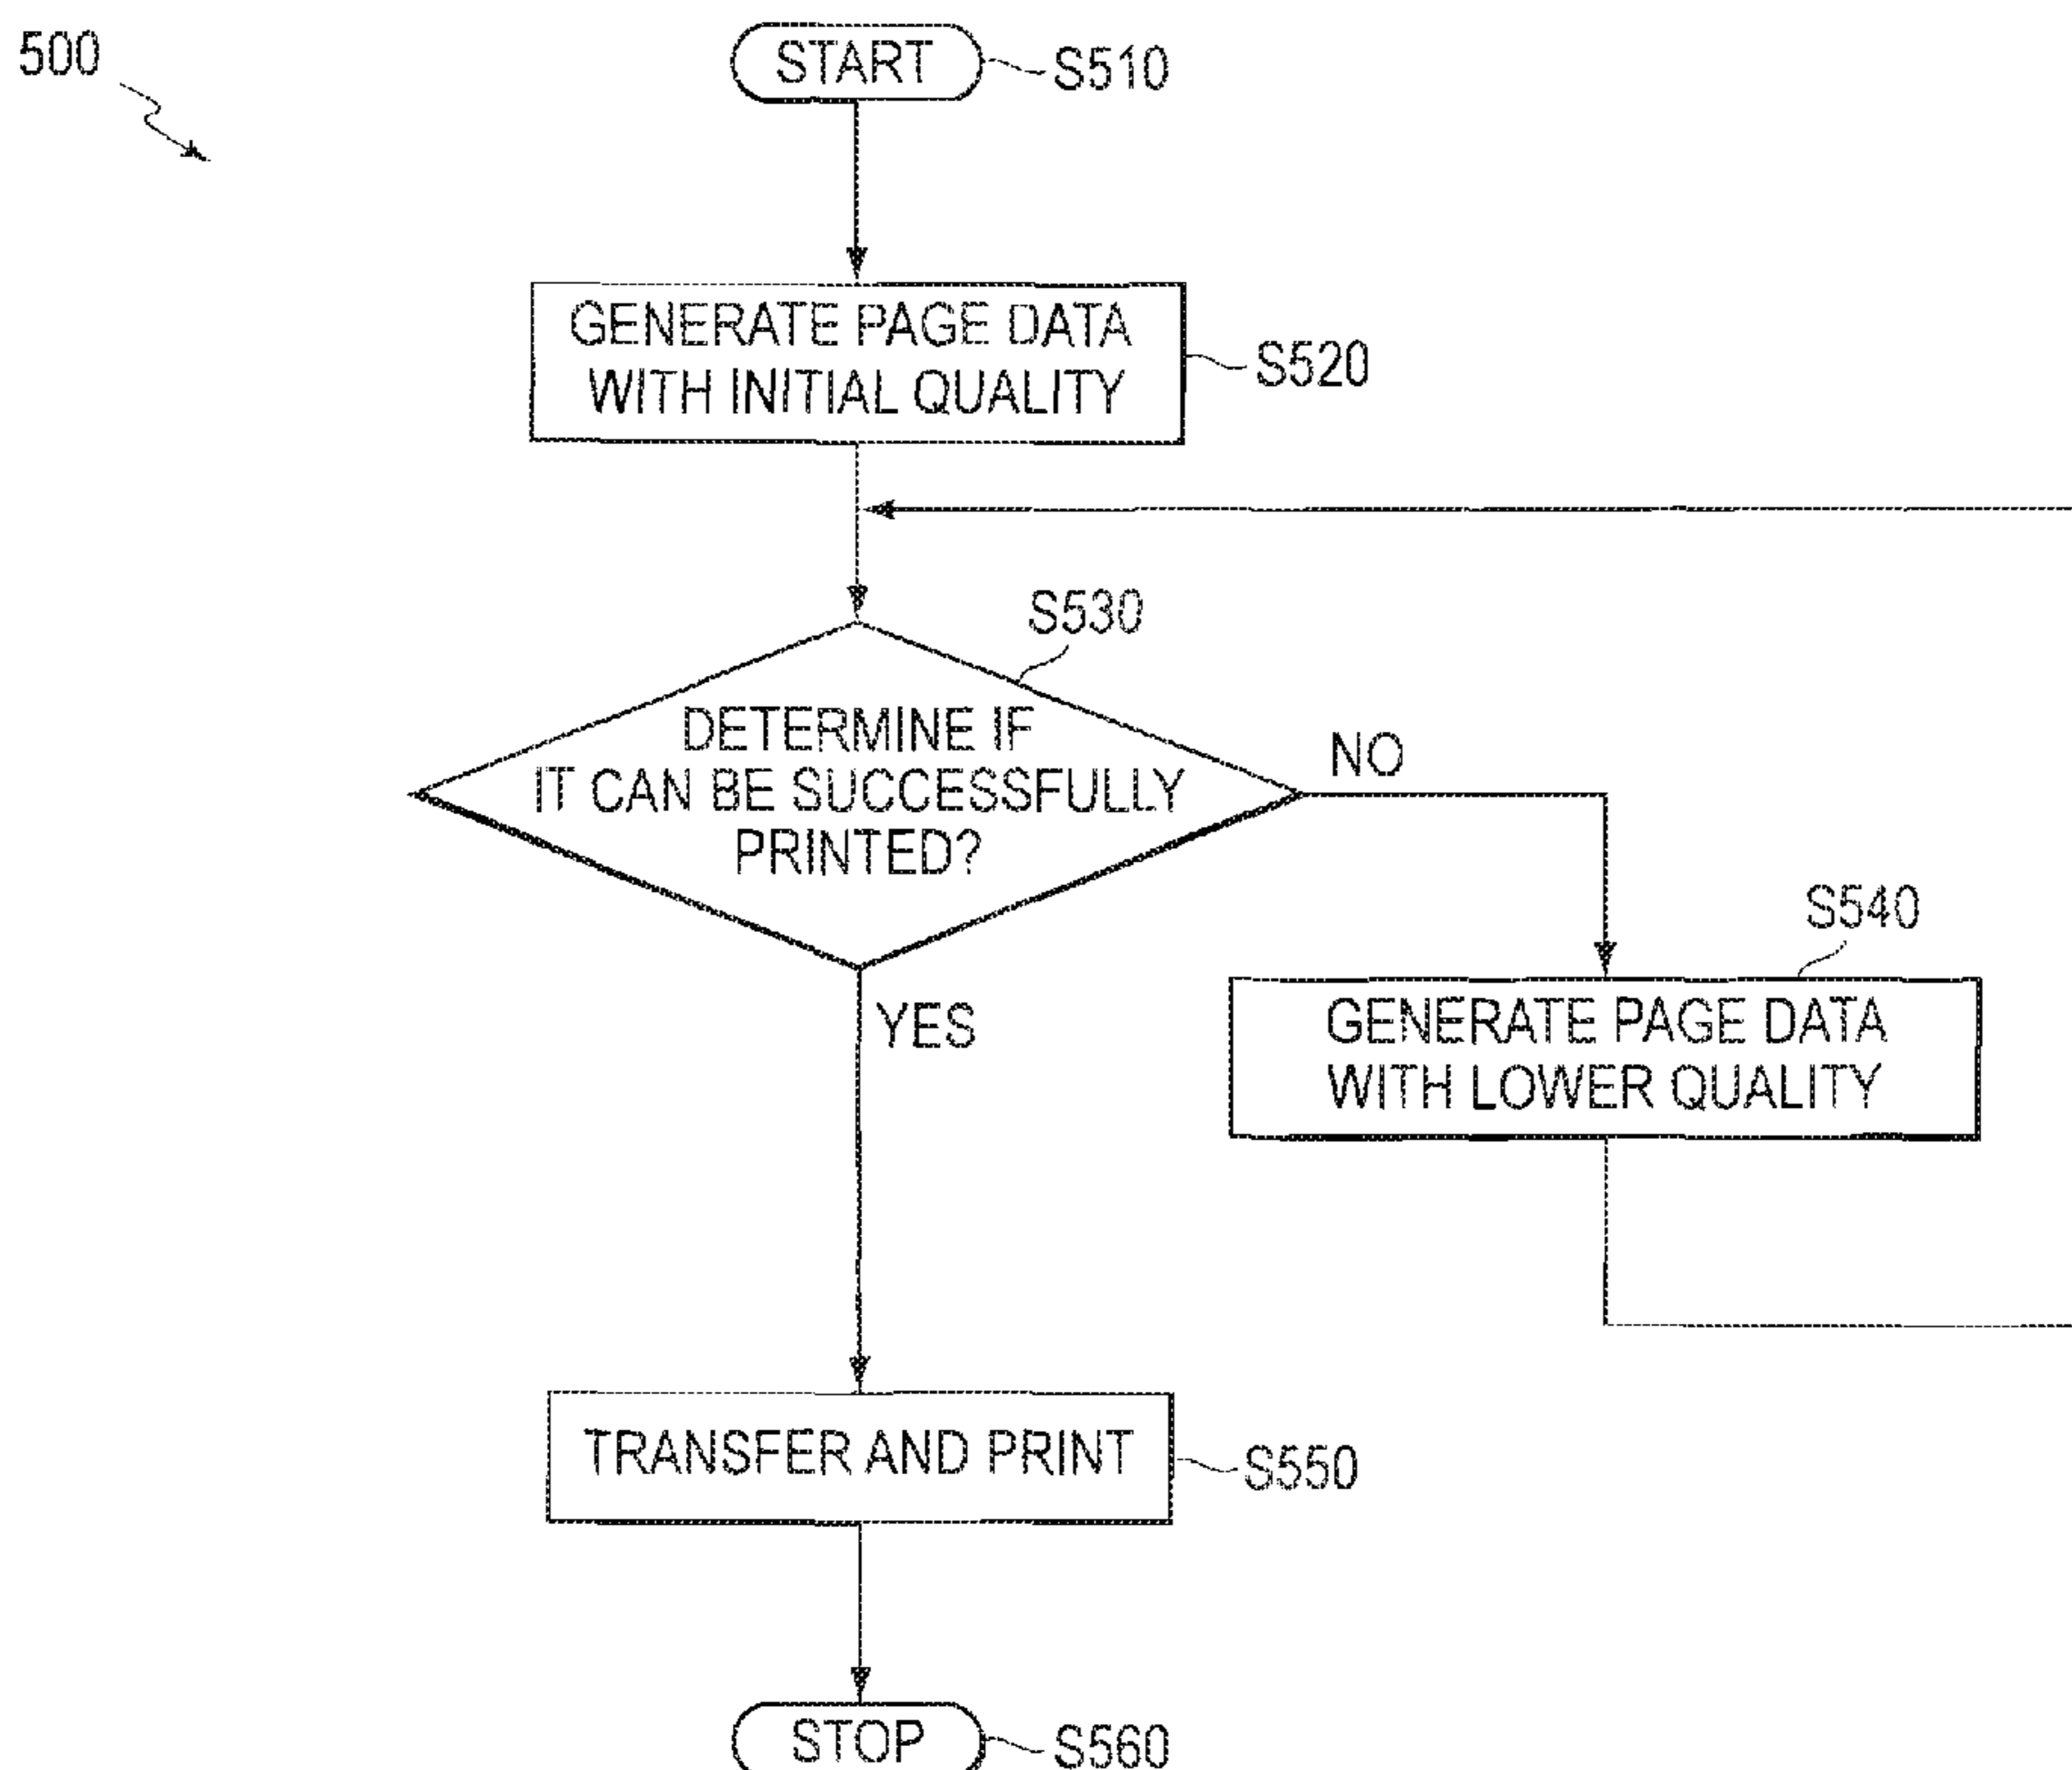 500
START
S510
GENERATE PAGE DATA
WITH INITIAL QUALITY
S520
S530
DETERMINE IF
IT CAN BE SUCCESSFULLY
PRINTED?
NO
S540
YES
GENERATE PAGE DATA
WITH LOWER QUALITY
TRANSFER AND PRINT
S550
STOP
S560